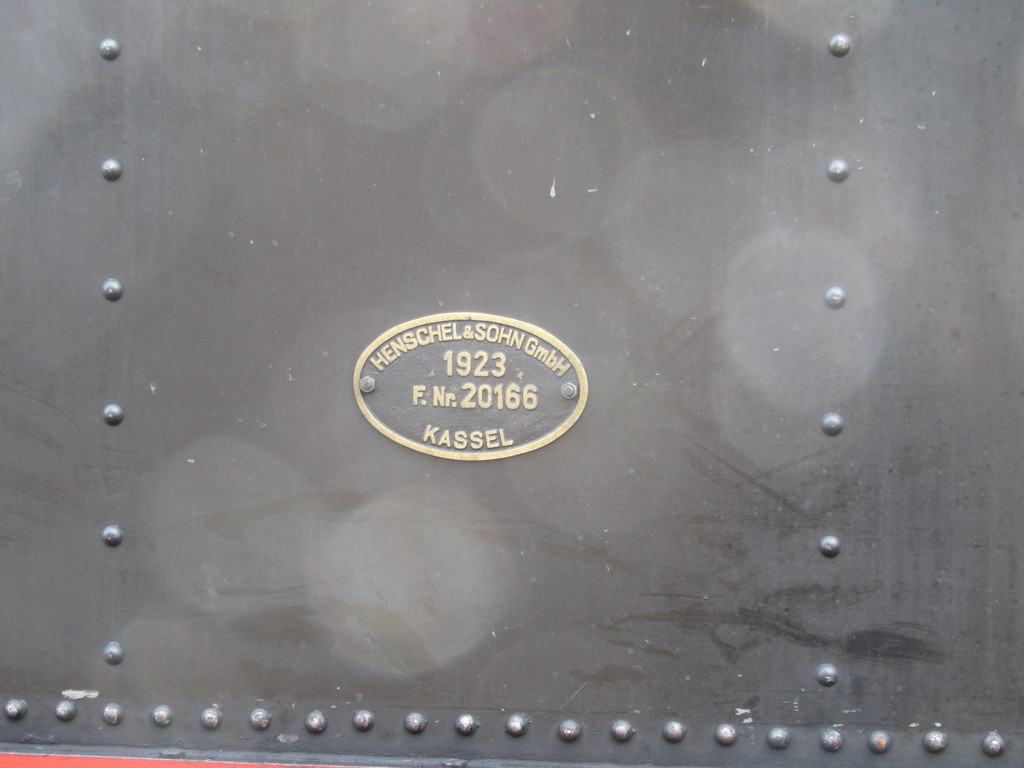 HENSCHEL&SOHN GmbH
1923
F. Nr. 20166
KASSEL